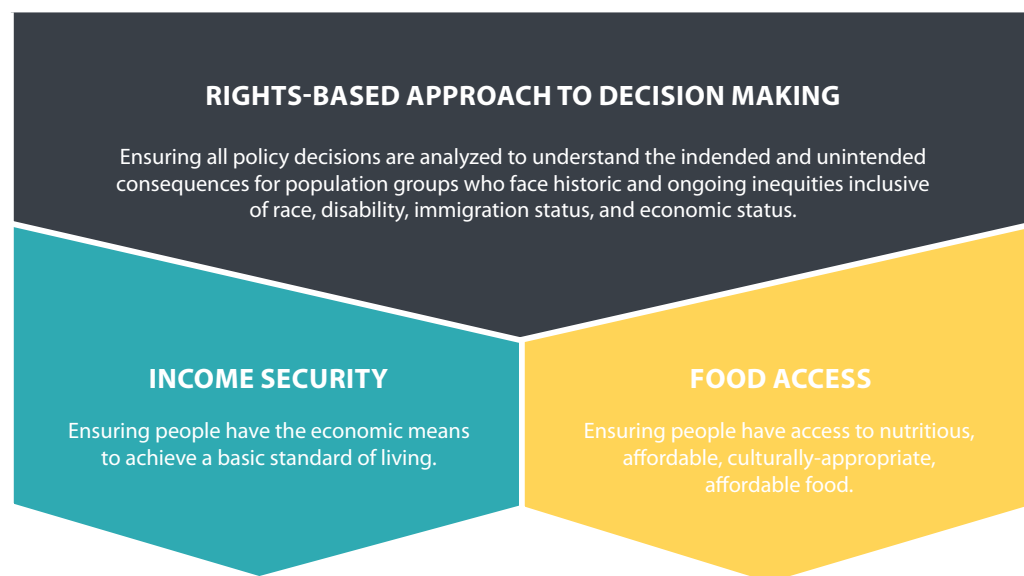 RIGHTS-BASED APPROACH TO DECISION MAKING
Ensuring all policy decisions are analyzed to understand the indended and unintended
consequences for population groups who face historic and ongoing inequities inclusive
of race, disability, immigration status, and economic status.
INCOME SECURITY
Ensuring people have the economic means
to achieve a basic standard of living.
FOOD ACCESS
Ensuring people have access to nutritious,
affordable, culturally-appropriate,
affordable food.